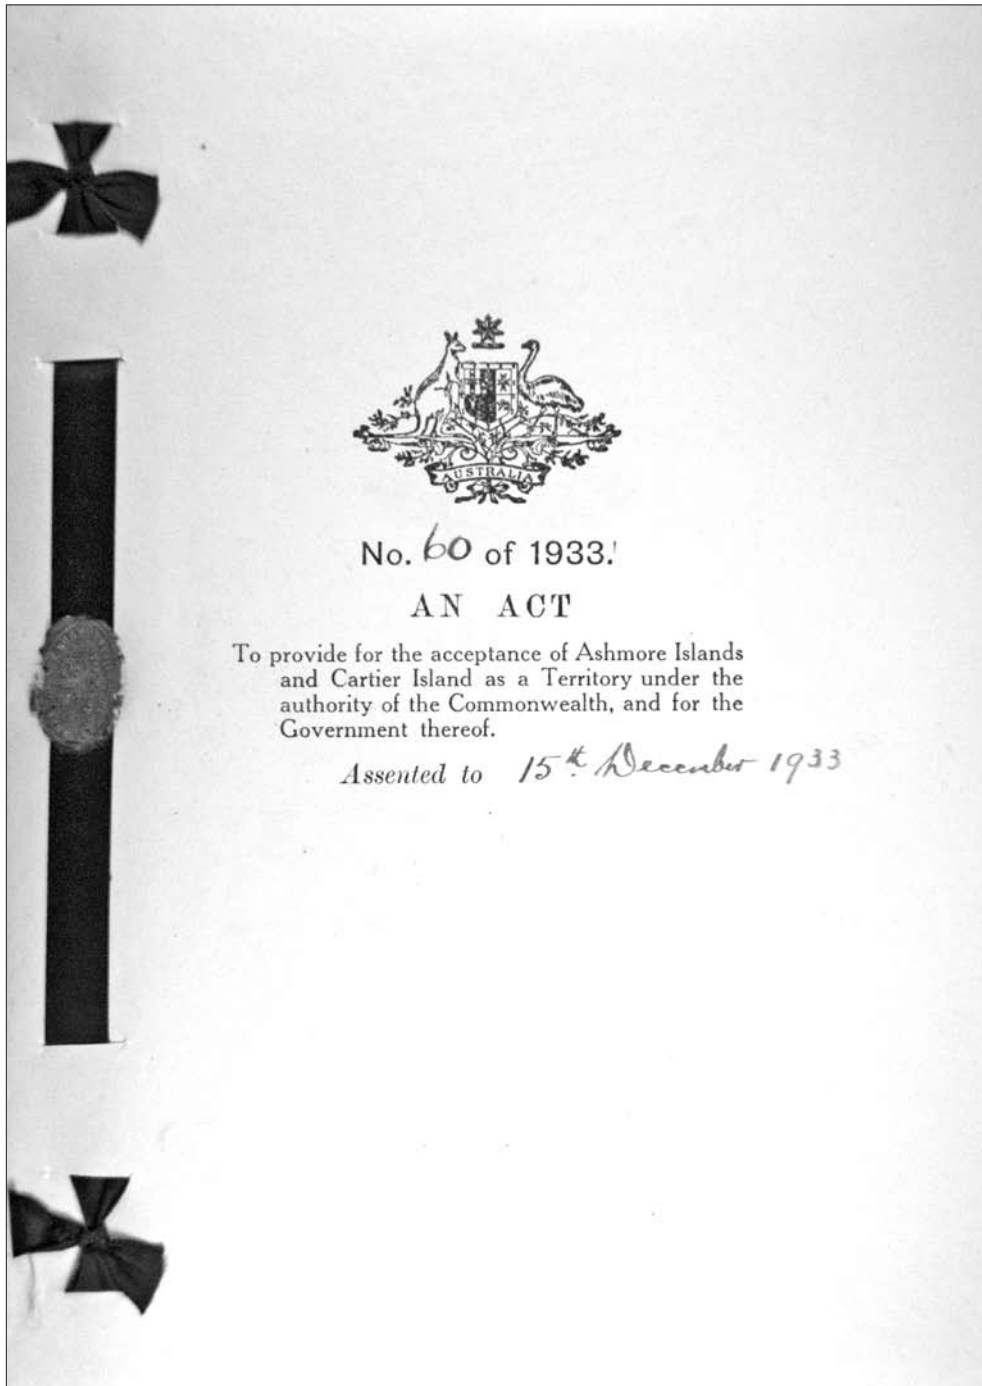 AUSTRALIA
No. 60 of 1933.
AN ACT
To provide for the acceptance of Ashmore Islands
and Cartier Island as a Territory under the
authority of the Commonwealth, and for the
Government thereof.
Assented to 15th December 1933